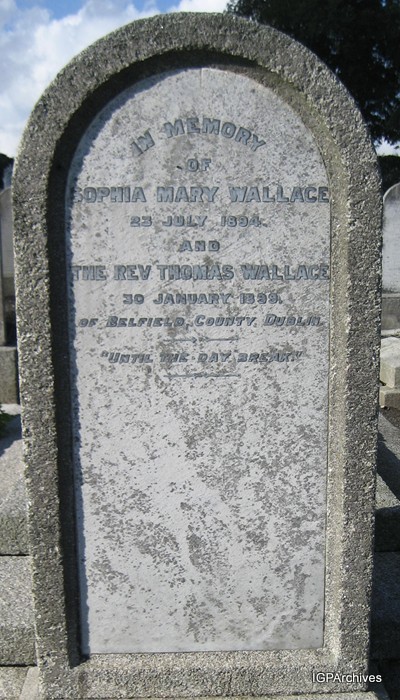 IN MEMORY
OF
SOPHIA MARY WALLACE
23 JULY 1894.
AND
THE REV THOMAS WALLACE
30 JANUARY 1899.
OF BELFIELD, COUNTY, DUBLIN.
"UNTIL THE DAY BREAK."
IGPArchives